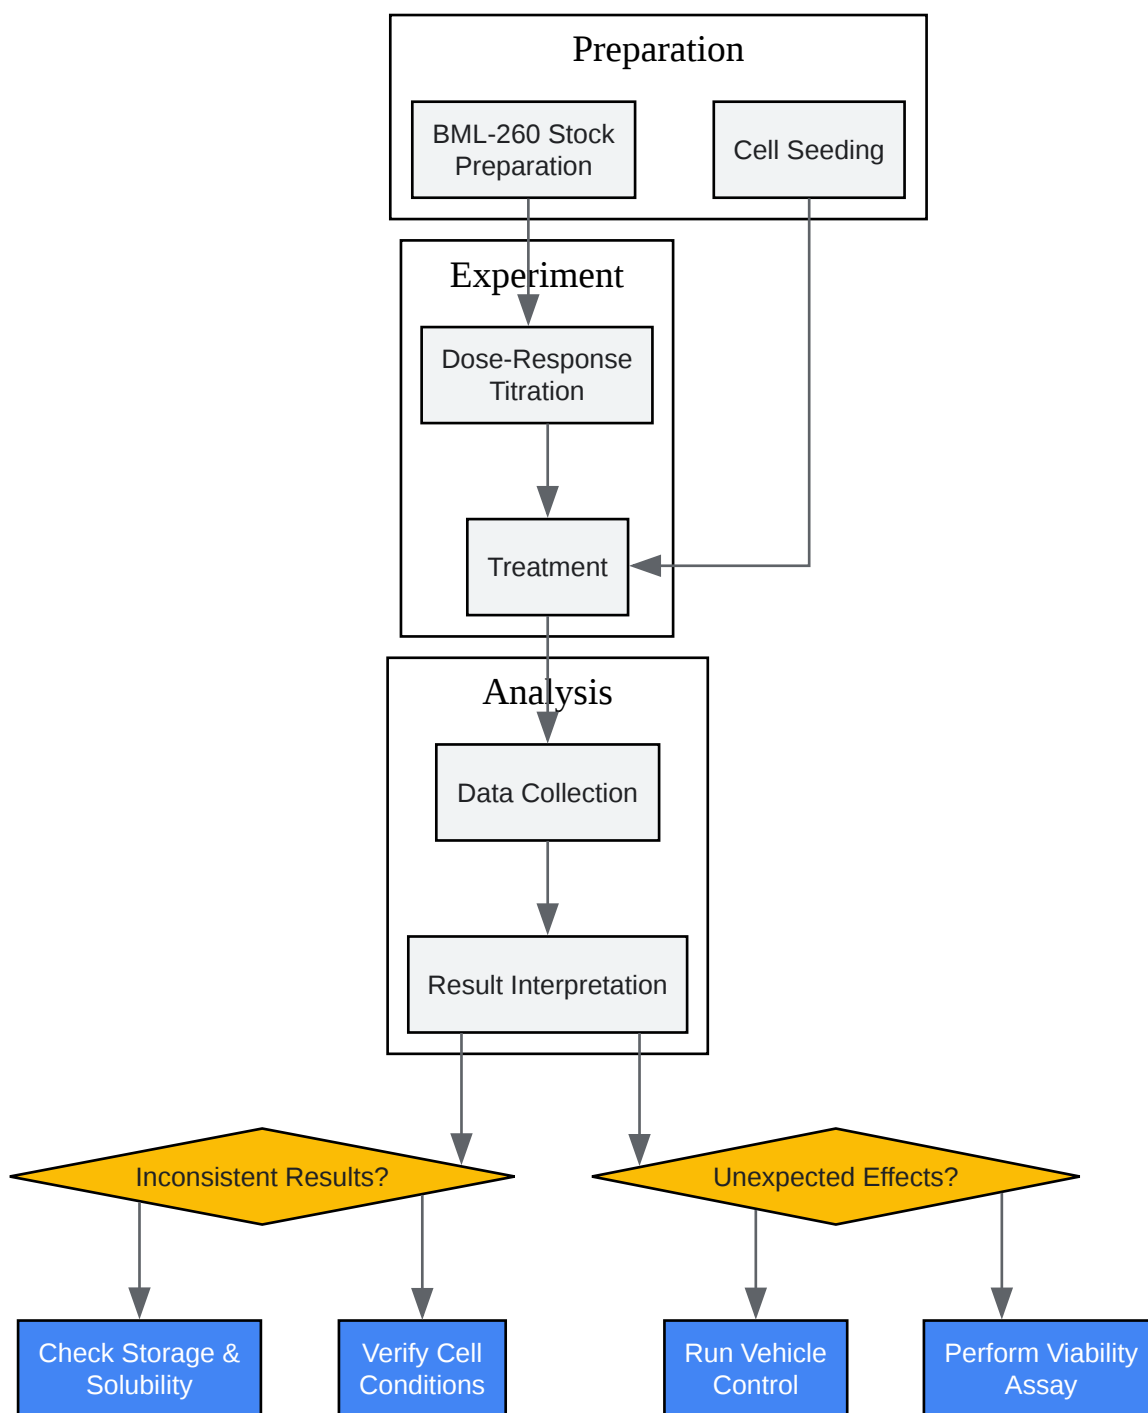 Preparation
BML-260 Stock
Preparation
Cell Seeding
Experiment
Dose-Response
Titration
Treatment
Analysis
Data Collection
Result Interpretation
Inconsistent Results?
Unexpected Effects?
Check Storage &
Solubility
Verify Cell
Conditions
Run Vehicle
Control
Perform Viability
Assay